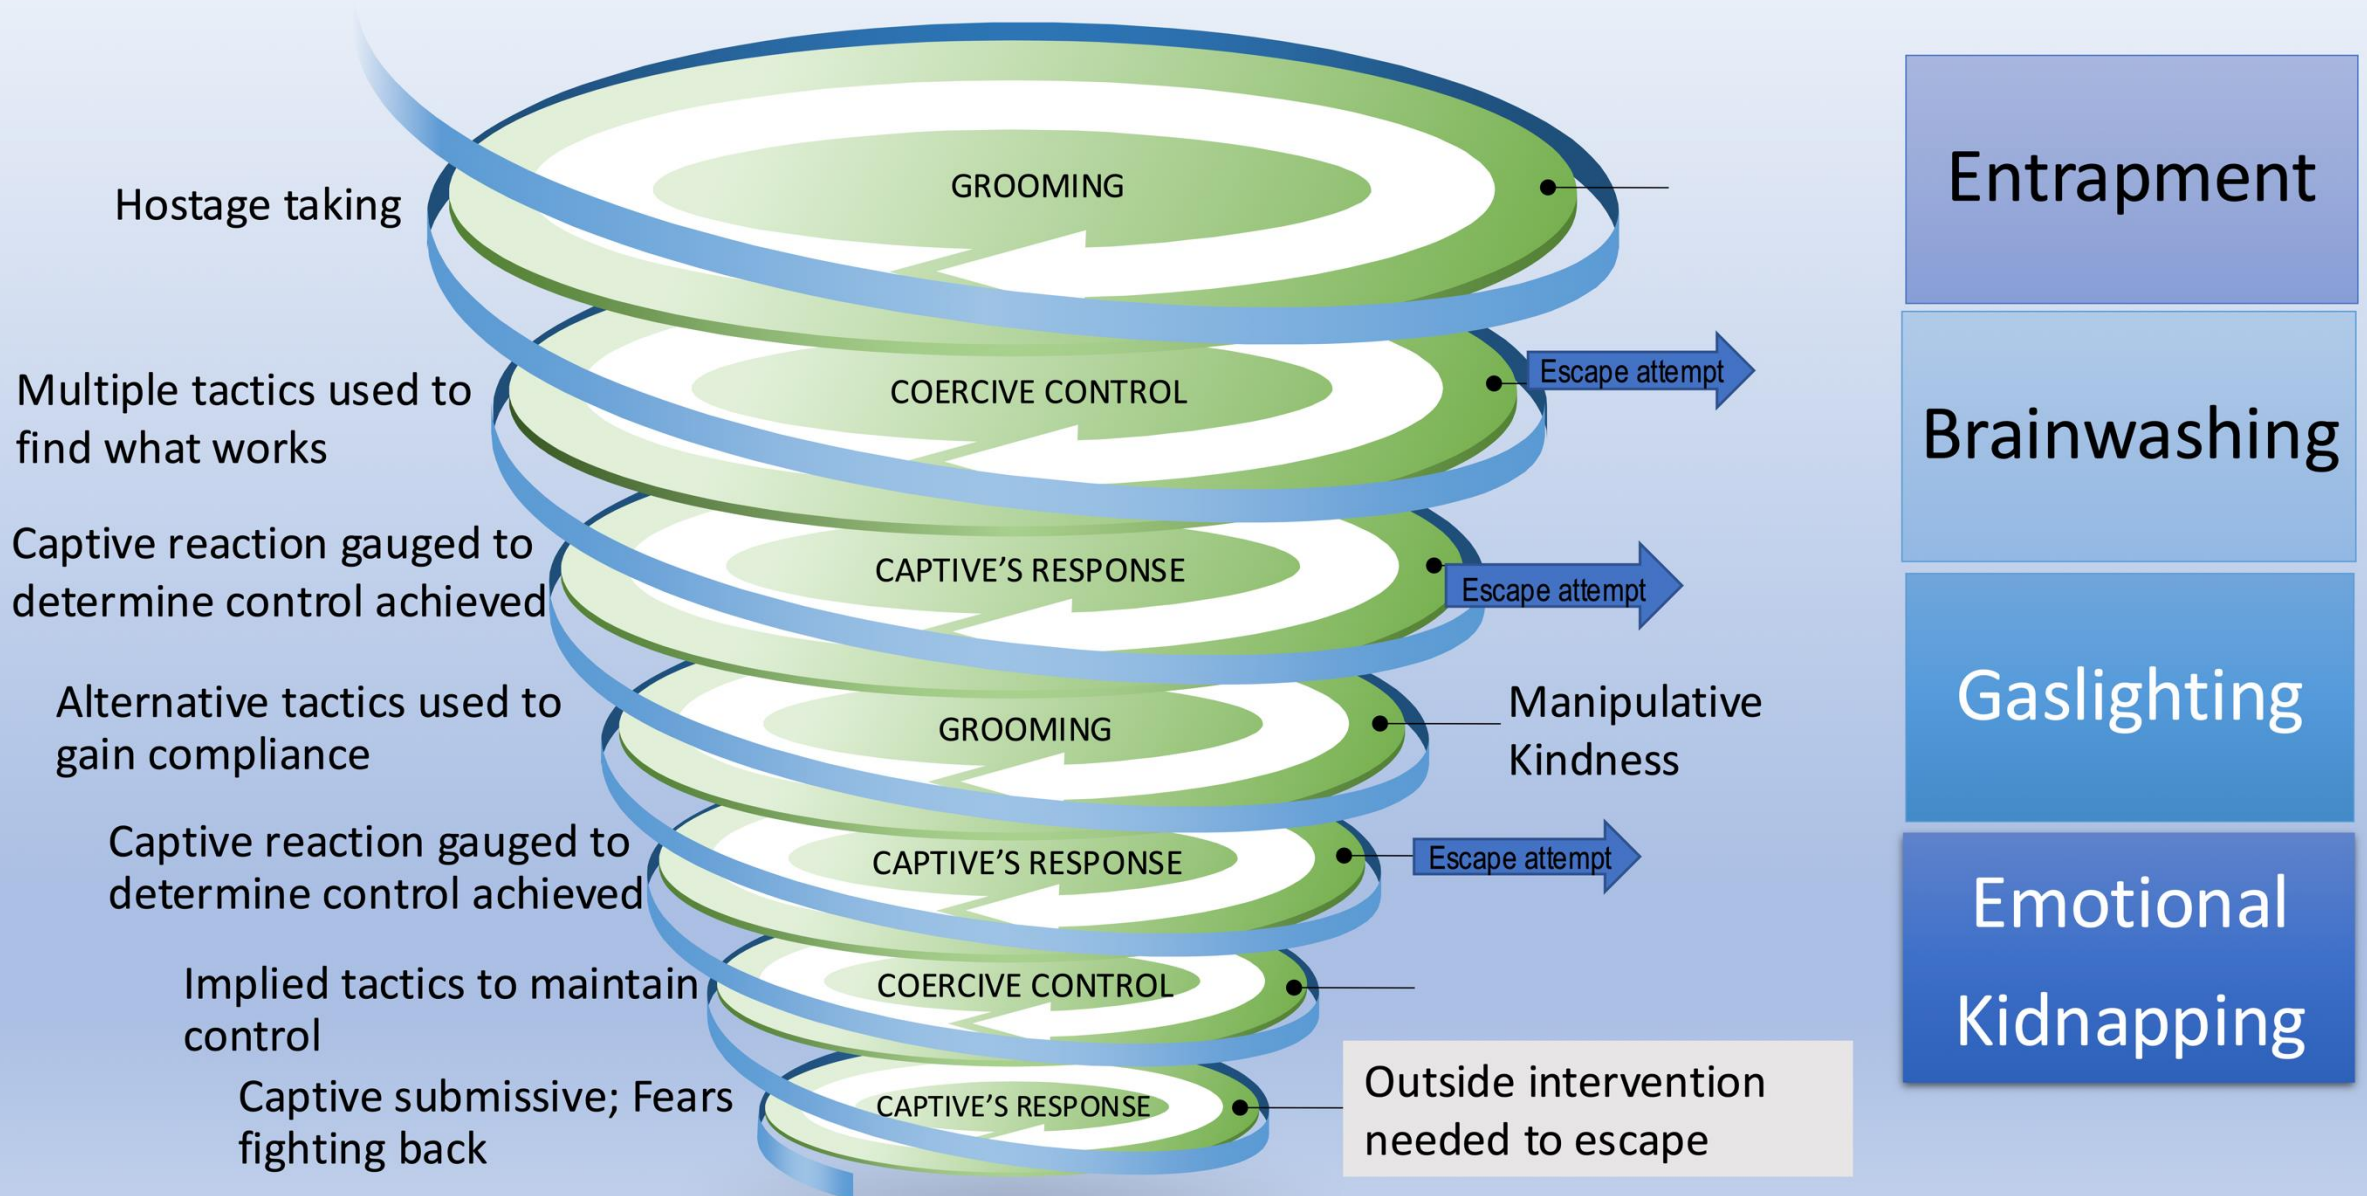 Hostage taking
GROOMING
Entrapment
Multiple tactics used to
find what works
COERCIVE CONTROL
Escape attempt
Brainwashing
Captive reaction gauged to
determine control achieved
CAPTIVE’S RESPONSE
Escape attempt
Gaslighting
Alternative tactics used to
gain compliance
GROOMING
Manipulative
Kindness
Captive reaction gauged to
determine control achieved
CAPTIVE’S RESPONSE
Escape attempt
Emotional
Kidnapping
Implied tactics to maintain
control
COERCIVE CONTROL
Captive submissive; Fears
fighting back
CAPTIVE’S RESPONSE
Outside intervention
needed to escape